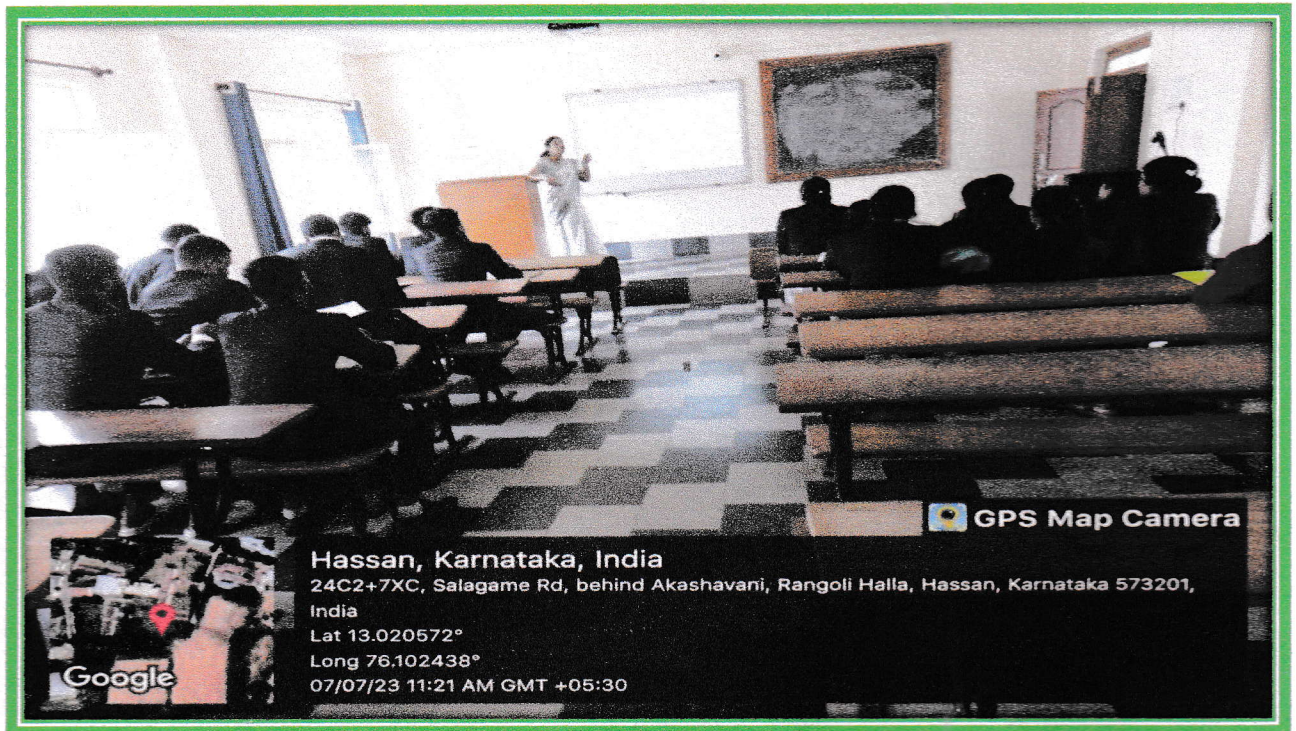 GPS Map Camera
Hassan, Karnataka, India
24C2+7XC, Salagame Rd, behind Akashavani, Rangoli Halla, Hassan, Karnataka 573201,
India
Lat 13.020572°
Long 76.102438°
07/07/23 11:21 AM GMT +05:30
Google